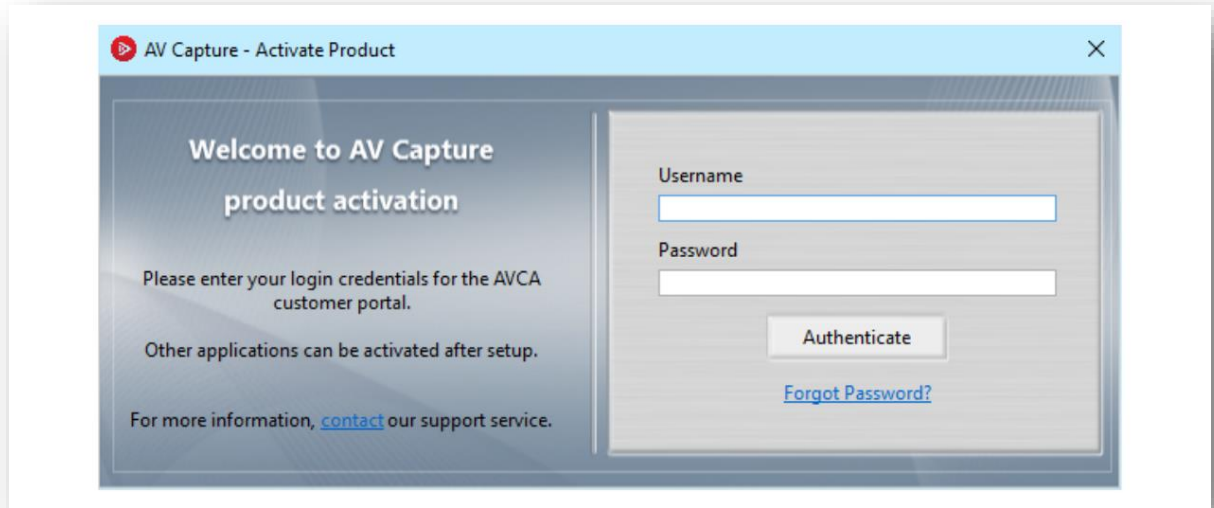 AV Capture - Activate Product
Welcome to AV Capture
product activation
Please enter your login credentials for the AVCA
customer portal.
Other applications can be activated after setup.
For more information, contact our support service.
Username
Password
Authenticate
Forgot Password?